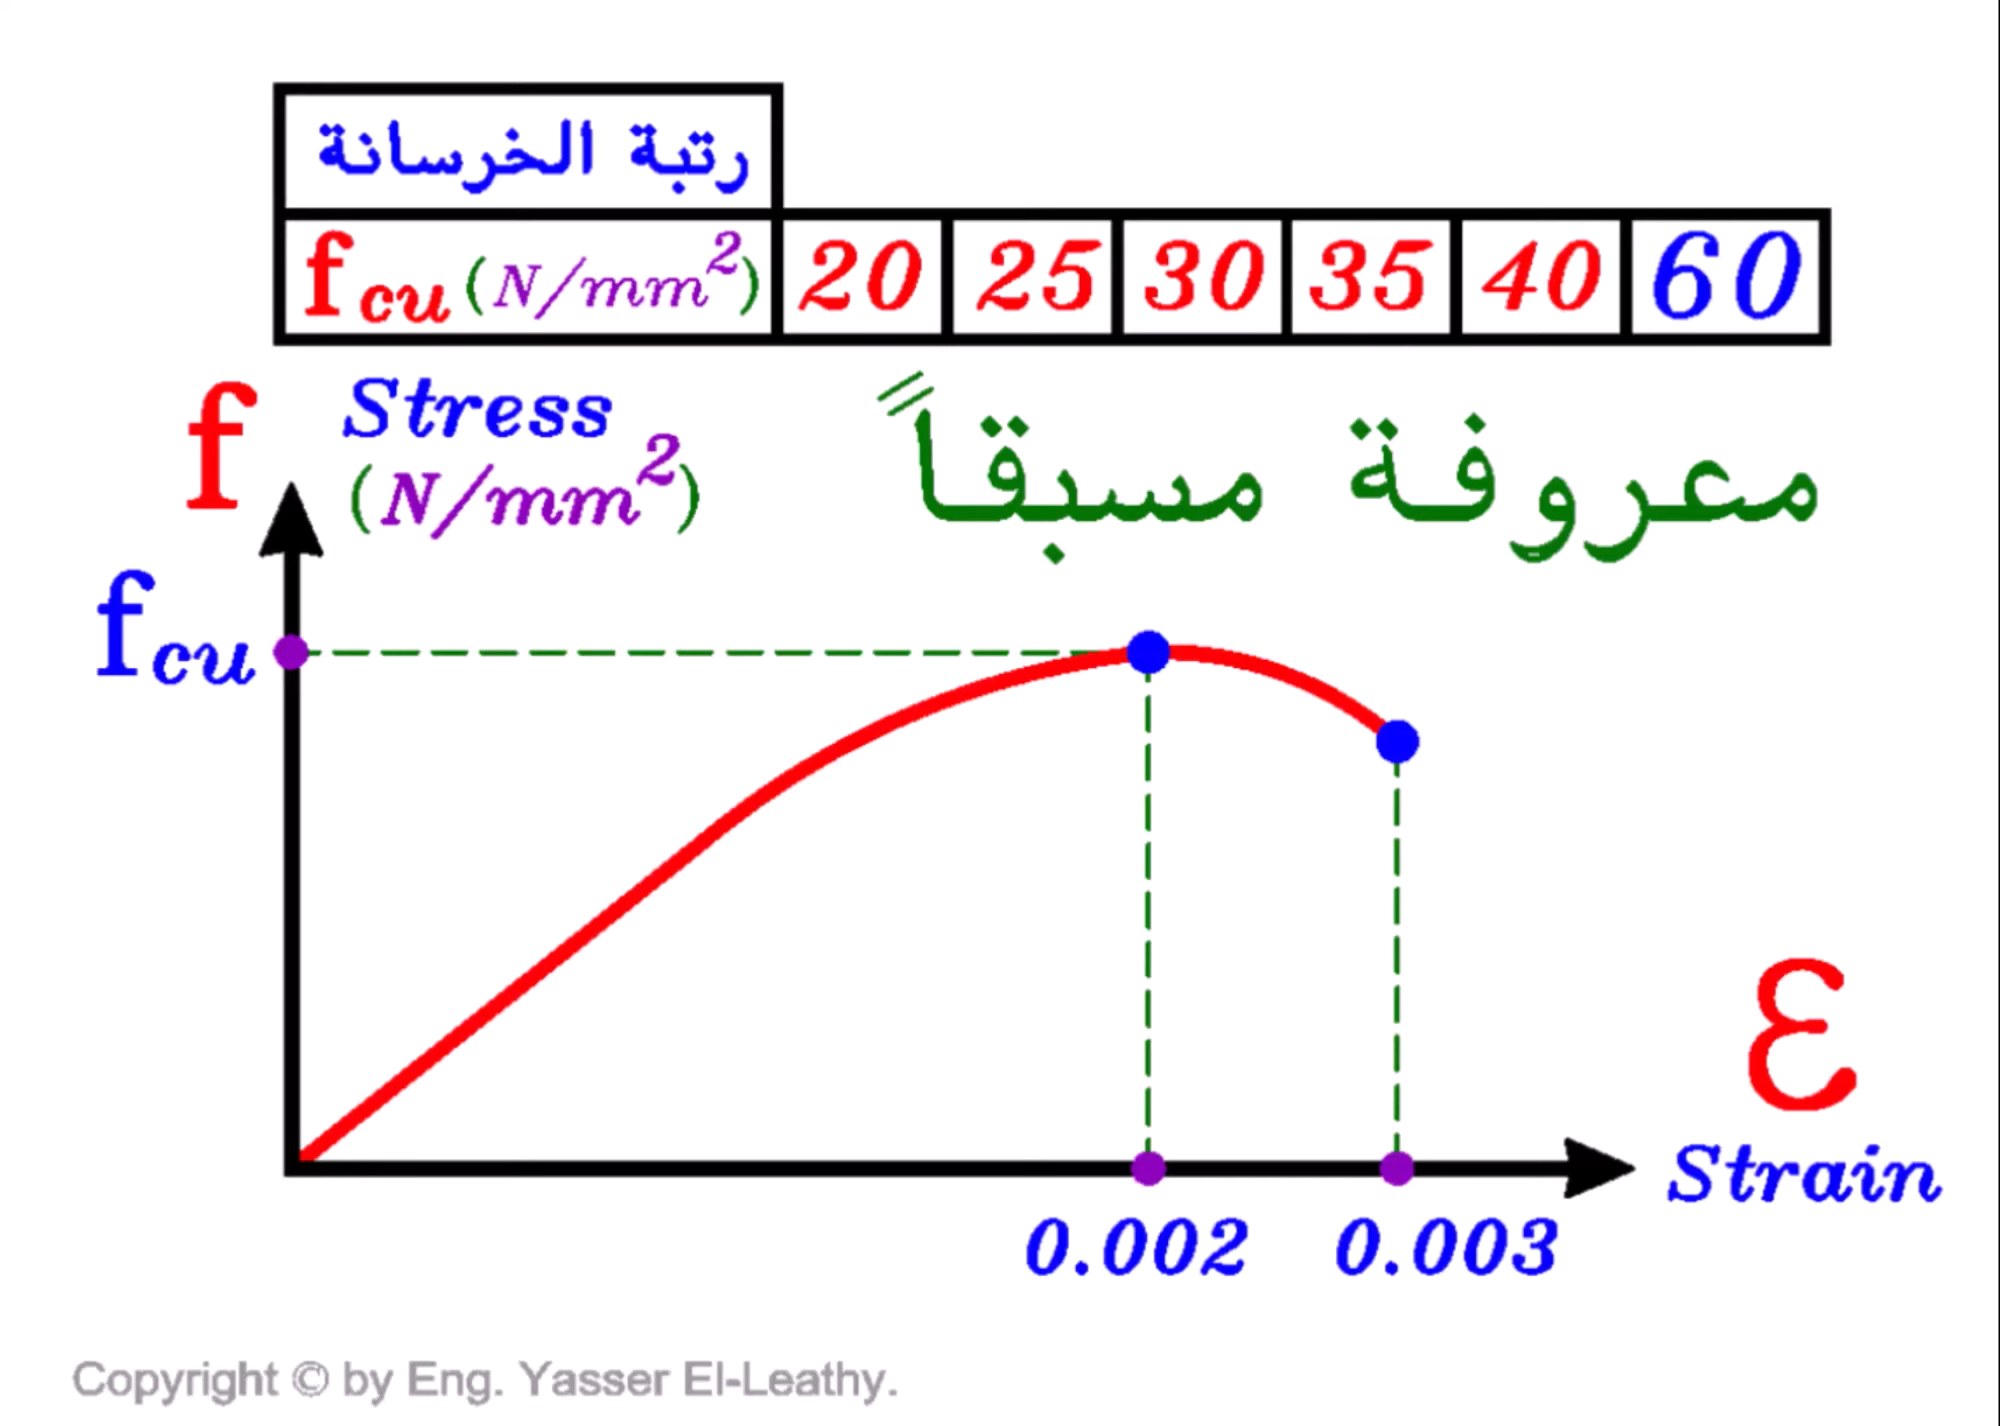 رتبة الخرسانة
fcu (N/mm²) 20 25 30 35 40 60
f Stress
(N/mm²)
معروفة مسبقاً
fcu
ε
Strain
0.002 0.003
Copyright © by Eng. Yasser El-Leathy.